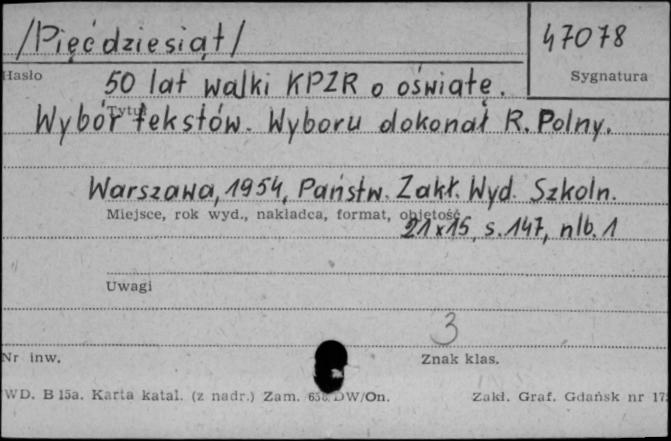 /Pięćdziesiąt/ 47078
Hasło Sygnatura
50 lat walki KPZR o oświatę.
Tytuł
Wybór tekstów. Wyboru dokonał R. Polny.
Warszawa, 1954, Państw. Zakł. Wyd. Szkoln.
Miejsce, rok wyd., nakładca, format, objętość
21x15, s. 147, nlb. 1
Uwagi
3
Nr inw. Znak klas.
WD. B 15a. Karta katal. (z nadr.) Zam. DW/On. Zakł. Graf. Gdańsk nr